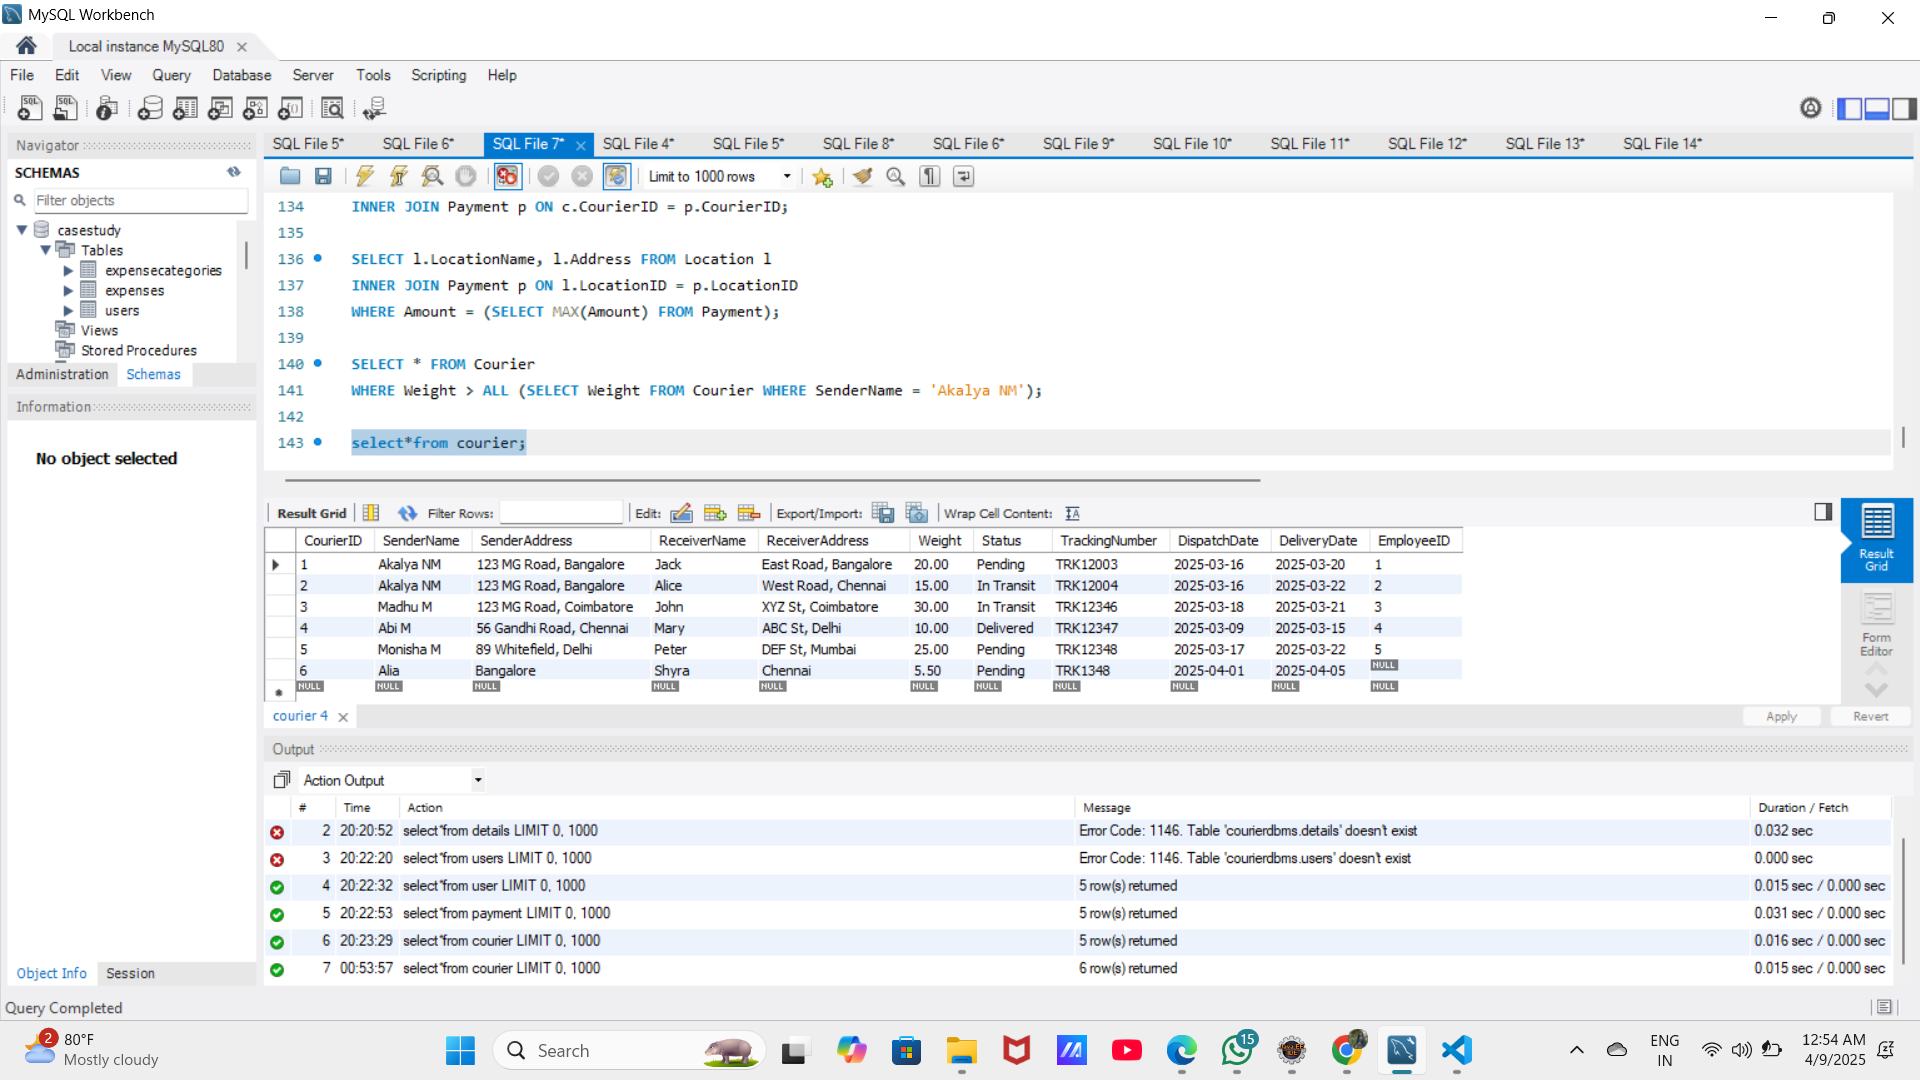 MySQL Workbench
Local instance MySQL80
File Edit View Query Database Server Tools Scripting Help
Navigator
SCHEMAS
Filter objects
casestudy
Tables
expensecategories
expenses
users
Views
Stored Procedures
Administration Schemas
Information
No object selected
Object Info Session
SQL File 5* SQL File 6* SQL File 7* SQL File 4* SQL File 5* SQL File 8* SQL File 6* SQL File 9* SQL File 10* SQL File 11* SQL File 12* SQL File 13* SQL File 14*
Limit to 1000 rows
134 INNER JOIN Payment p ON c.CourierID = p.CourierID;
135
136 SELECT l.LocationName, l.Address FROM Location l
137 INNER JOIN Payment p ON l.LocationID = p.LocationID
138 WHERE Amount = (SELECT MAX(Amount) FROM Payment);
139
140 SELECT * FROM Courier
141 WHERE Weight > ALL (SELECT Weight FROM Courier WHERE SenderName = 'Akalya NM');
142
143 select*from courier;
Result Grid Filter Rows: Edit: Export/Import: Wrap Cell Content:
CourierID SenderName SenderAddress ReceiverName ReceiverAddress Weight Status TrackingNumber DispatchDate DeliveryDate EmployeeID
1 Akalya NM 123 MG Road, Bangalore Jack East Road, Bangalore 20.00 Pending TRK12003 2025-03-16 2025-03-20 1
2 Akalya NM 123 MG Road, Bangalore Alice West Road, Chennai 15.00 In Transit TRK12004 2025-03-16 2025-03-22 2
3 Madhu M 123 MG Road, Coimbatore John XYZ St, Coimbatore 30.00 In Transit TRK12346 2025-03-18 2025-03-21 3
4 Abi M 56 Gandhi Road, Chennai Mary ABC St, Delhi 10.00 Delivered TRK12347 2025-03-09 2025-03-15 4
5 Monisha M 89 Whitefield, Delhi Peter DEF St, Mumbai 25.00 Pending TRK12348 2025-03-17 2025-03-22 5
6 Alia Bangalore Shyra Chennai 5.50 Pending TRK1348 2025-04-01 2025-04-05 NULL
NULL NULL NULL NULL NULL NULL NULL NULL NULL NULL NULL
Result
Grid
Form
Editor
courier 4
Apply Revert
Output
Action Output
# Time Action Message Duration / Fetch
2 20:20:52 select*from details LIMIT 0, 1000 Error Code: 1146. Table 'courierdbms.details' doesn't exist 0.032 sec
3 20:22:20 select*from users LIMIT 0, 1000 Error Code: 1146. Table 'courierdbms.users' doesn't exist 0.000 sec
4 20:22:32 select*from user LIMIT 0, 1000 5 row(s) returned 0.015 sec / 0.000 sec
5 20:22:53 select*from payment LIMIT 0, 1000 5 row(s) returned 0.031 sec / 0.000 sec
6 20:23:29 select*from courier LIMIT 0, 1000 5 row(s) returned 0.016 sec / 0.000 sec
7 00:53:57 select*from courier LIMIT 0, 1000 6 row(s) returned 0.015 sec / 0.000 sec
Query Completed
2
80°F
Mostly cloudy
Search
15
ENG
IN
12:54 AM
4/9/2025